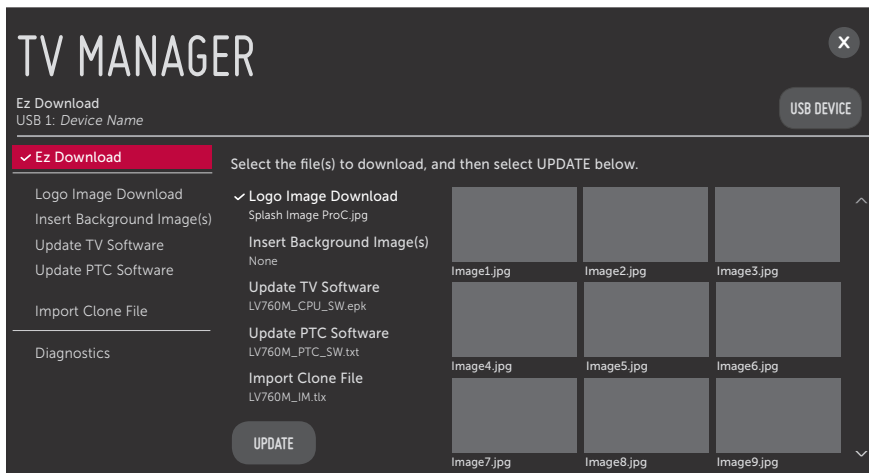 TV MANAGER
X
Ez Download
USB 1: Device Name
USB DEVICE
Ez Download
Logo Image Download
Insert Background Image(s)
Update TV Software
Update PTC Software
Import Clone File
Diagnostics
Select the file(s) to download, and then select UPDATE below.
Logo Image Download
Splash Image ProC.jpg
Insert Background Image(s)
None
Update TV Software
LV760M_CPU_SW.epk
Update PTC Software
LV760M_PTC_SW.txt
Import Clone File
LV760M_IM.tlx
UPDATE
Image1.jpg
Image2.jpg
Image3.jpg
Image4.jpg
Image5.jpg
Image6.jpg
Image7.jpg
Image8.jpg
Image9.jpg